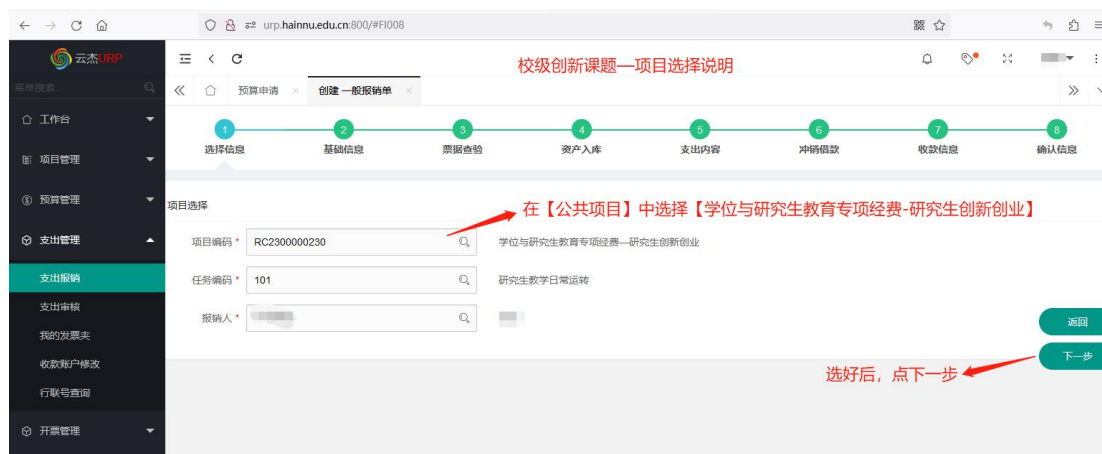 urp.hainnu.edu.cn:800/#FI008
云杰URP
校级创新课题—项目选择说明
菜单搜索
预算申请 ×
创建 一般报销单 ×
工作台
项目管理
预算管理
支出管理
支出报销
支出审核
我的发票夹
收款账户修改
行联号查询
开票管理
1
2
3
4
5
6
7
8
选择信息
基础信息
票据查验
资产入库
支出内容
冲销借款
收款信息
确认信息
项目选择
在【公共项目】中选择【学位与研究生教育专项经费-研究生创新创业】
项目编码 * RC2300000230
学位与研究生教育专项经费—研究生创新创业
任务编码 * 101
研究生教学日常运转
报销人 *
返回
下一步
选好后，点下一步